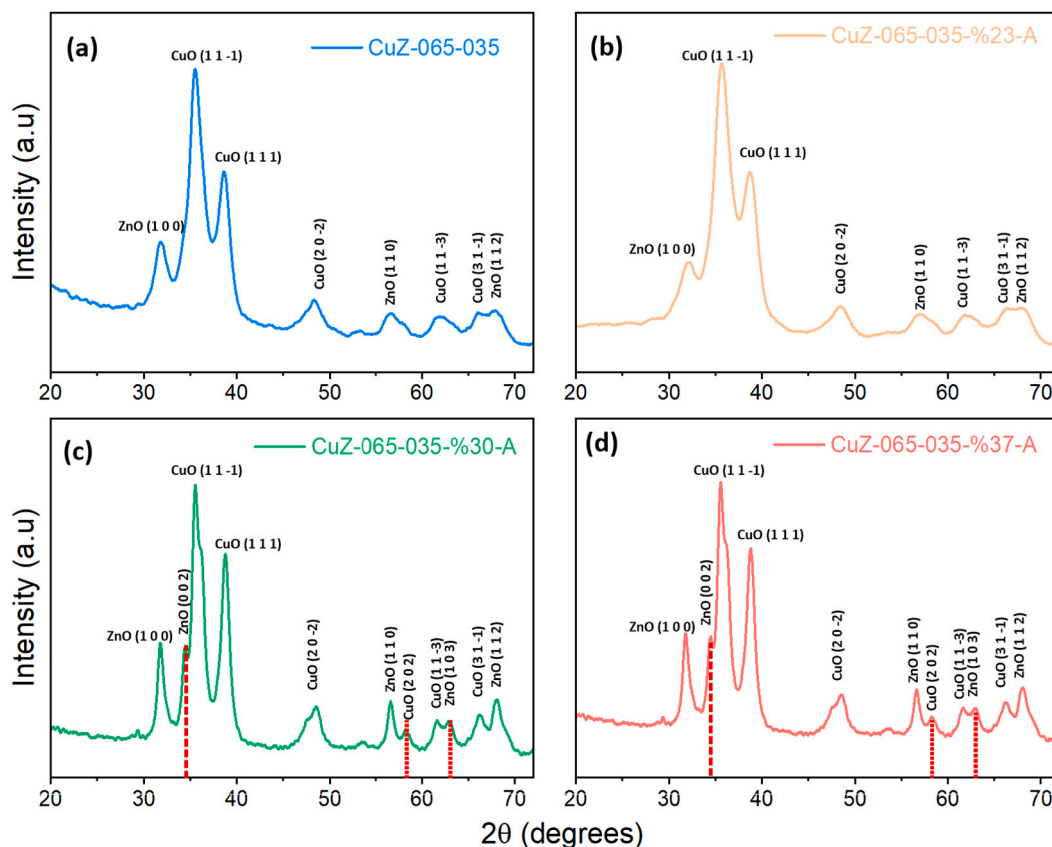 (a)
CuZ-065-035
CuO (1 1 -1)
CuO (1 1 1)
ZnO (1 0 0)
CuO (2 0 -2)
ZnO (1 1 0)
CuO (1 1 -3)
CuO (3 1 -1)
ZnO (1 1 2)
Intensity (a.u)
20 30 40 50 60 70
(b)
CuZ-065-035-%23-A
CuO (1 1 -1)
CuO (1 1 1)
ZnO (1 0 0)
CuO (2 0 -2)
ZnO (1 1 0)
CuO (1 1 -3)
CuO (3 1 -1)
ZnO (1 1 2)
20 30 40 50 60 70
(c)
CuZ-065-035-%30-A
CuO (1 1 -1)
CuO (1 1 1)
ZnO (1 0 0)
ZnO (0 0 2)
CuO (2 0 -2)
ZnO (1 1 0)
CuO (2 0 2)
CuO (1 1 -3)
ZnO (1 0 3)
CuO (3 1 -1)
ZnO (1 1 2)
Intensity (a.u)
20 30 40 50 60 70
(d)
CuZ-065-035-%37-A
CuO (1 1 -1)
CuO (1 1 1)
ZnO (1 0 0)
ZnO (0 0 2)
CuO (2 0 -2)
ZnO (1 1 0)
CuO (2 0 2)
CuO (1 1 -3)
ZnO (1 0 3)
CuO (3 1 -1)
ZnO (1 1 2)
20 30 40 50 60 70
2θ (degrees)